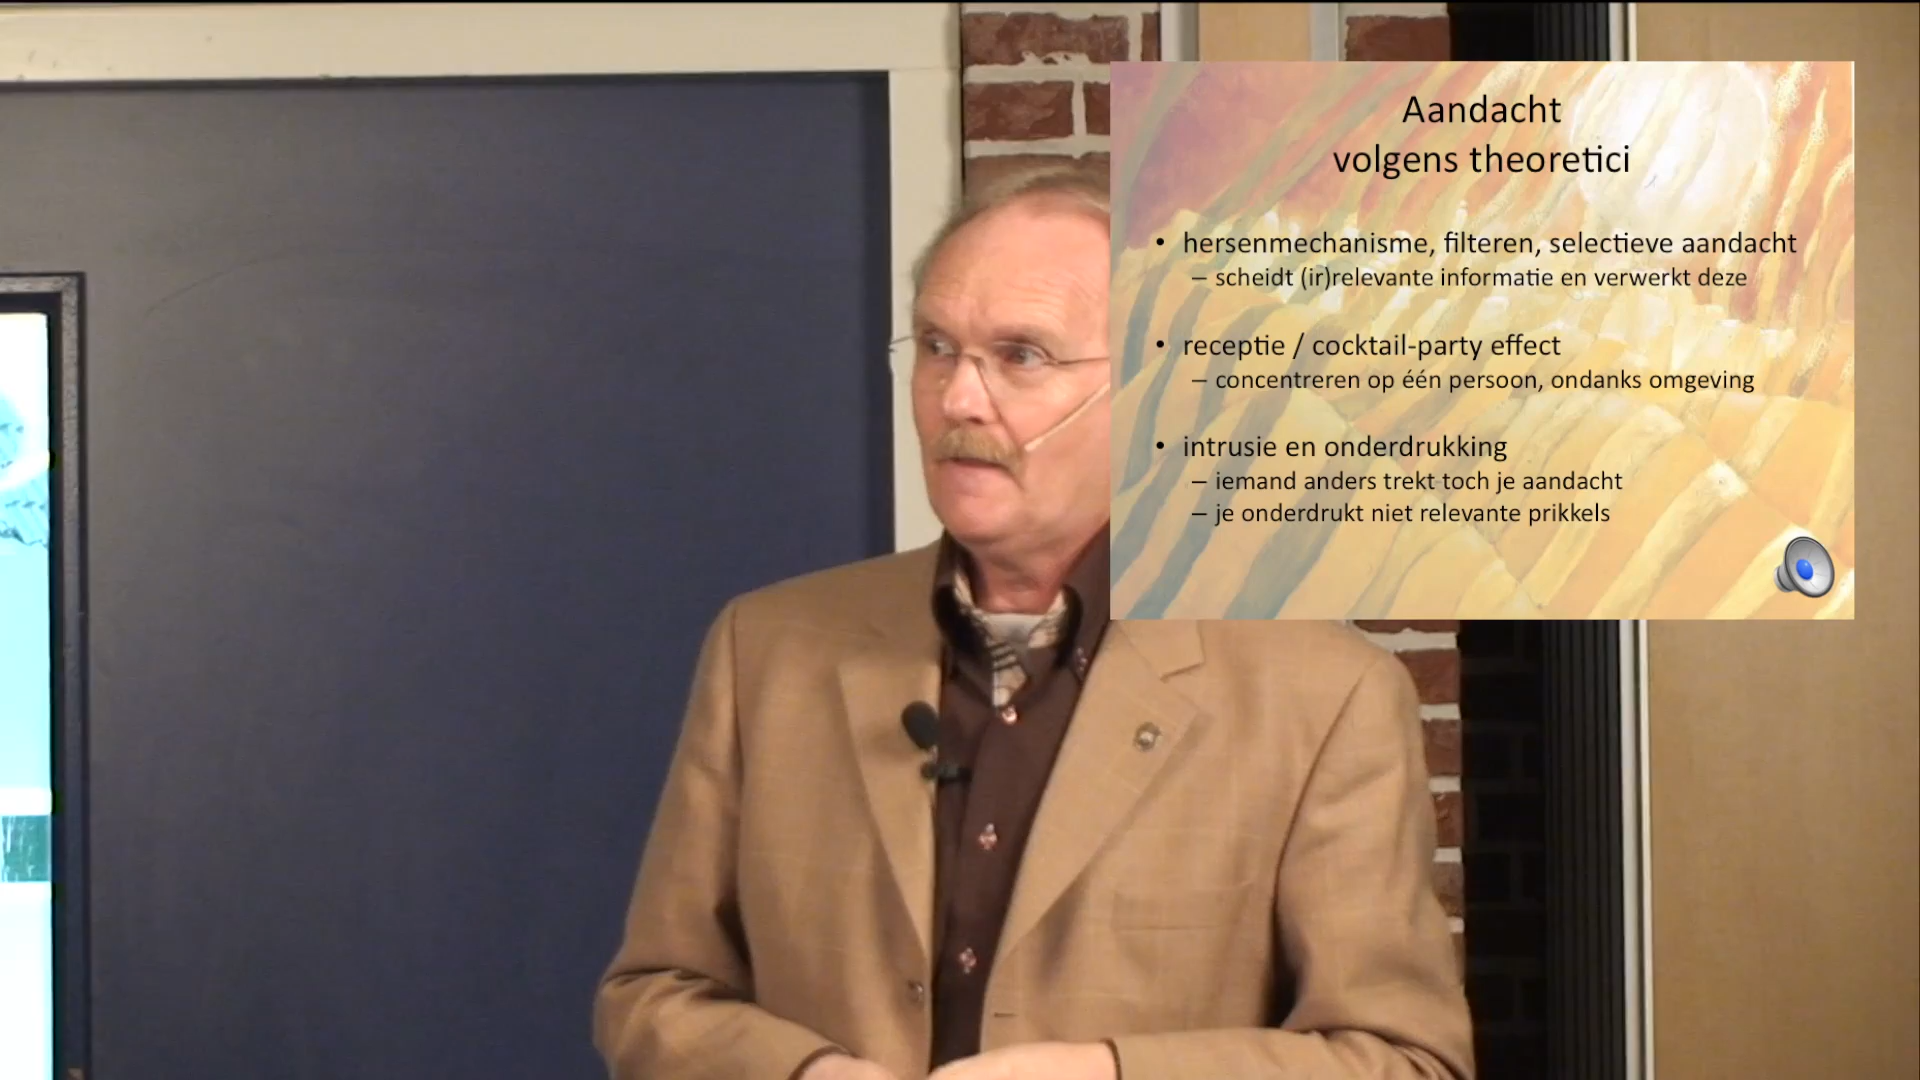 Aandacht
volgens theoretici
• hersenmechanisme, filteren, selectieve aandacht
– scheidt (ir)relevante informatie en verwerkt deze
• receptie / cocktail-party effect
– concentreren op één persoon, ondanks omgeving
• intrusie en onderdrukking
– iemand anders trekt toch je aandacht
– je onderdrukt niet relevante prikkels